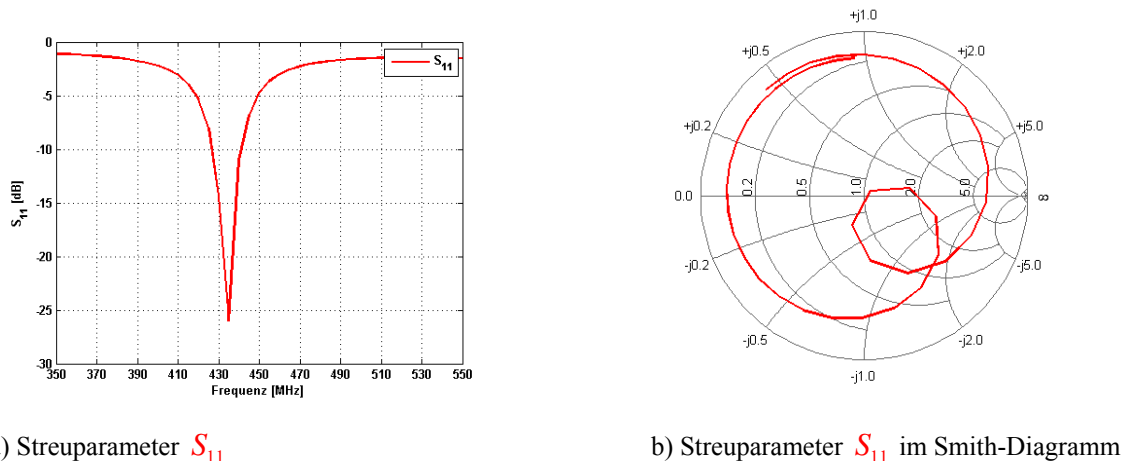 0
-5
-10
-15
-20
-25
-30
S11 [dB]
S11
350 370 390 410 430 450 470 490 510 530 550
Frequenz [MHz]
+j1.0
+j0.5
+j2.0
+j0.2
+j5.0
0.0
0.2
0.5
1.0
2.0
5.0
∞
-j0.2
-j5.0
-j0.5
-j2.0
-j1.0
) Streuparameter S11
b) Streuparameter S11 im Smith-Diagramm